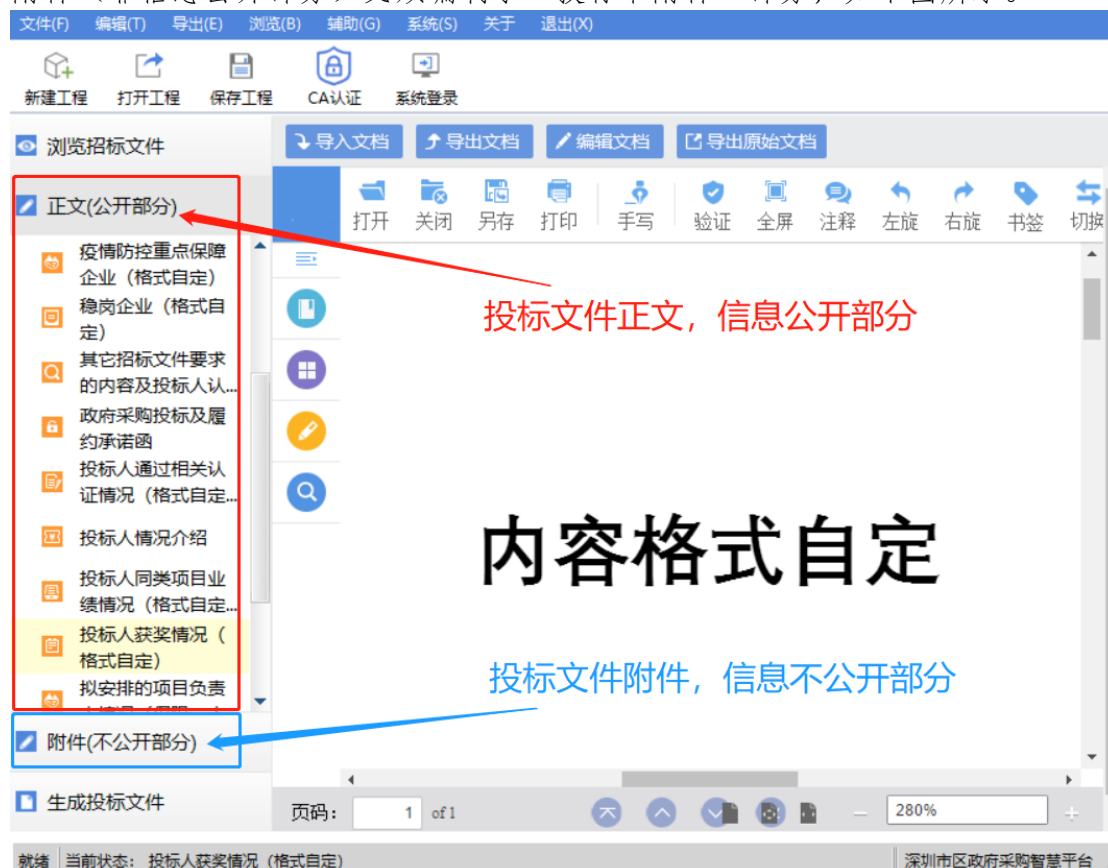 文件(F) 编辑(T) 导出(E) 浏览(B) 辅助(G) 系统(S) 关于 退出(X)
新建工程 打开工程 保存工程 CA认证 系统登录
浏览招标文件
导入文档 导出文档 编辑文档 导出原始文档
正文(公开部分)
打开 关闭 另存 打印 手写 验证 全屏 注释 左旋 右旋 书签 切换
疫情防控重点保障
企业（格式自定）
稳岗企业（格式自
定）
其它招标文件要求
的内容及投标人认...
政府采购投标及履
约承诺函
投标人通过相关认
证情况（格式自定...
投标人情况介绍
投标人同类项目业
绩情况（格式自定...
投标人获奖情况（
格式自定）
拟安排的项目负责
投标文件正文，信息公开部分
内容格式自定
投标文件附件，信息不公开部分
附件(不公开部分)
生成投标文件
页码: 1 of 1 280%
就绪 当前状态: 投标人获奖情况（格式自定） 深圳市区政府采购智慧平台